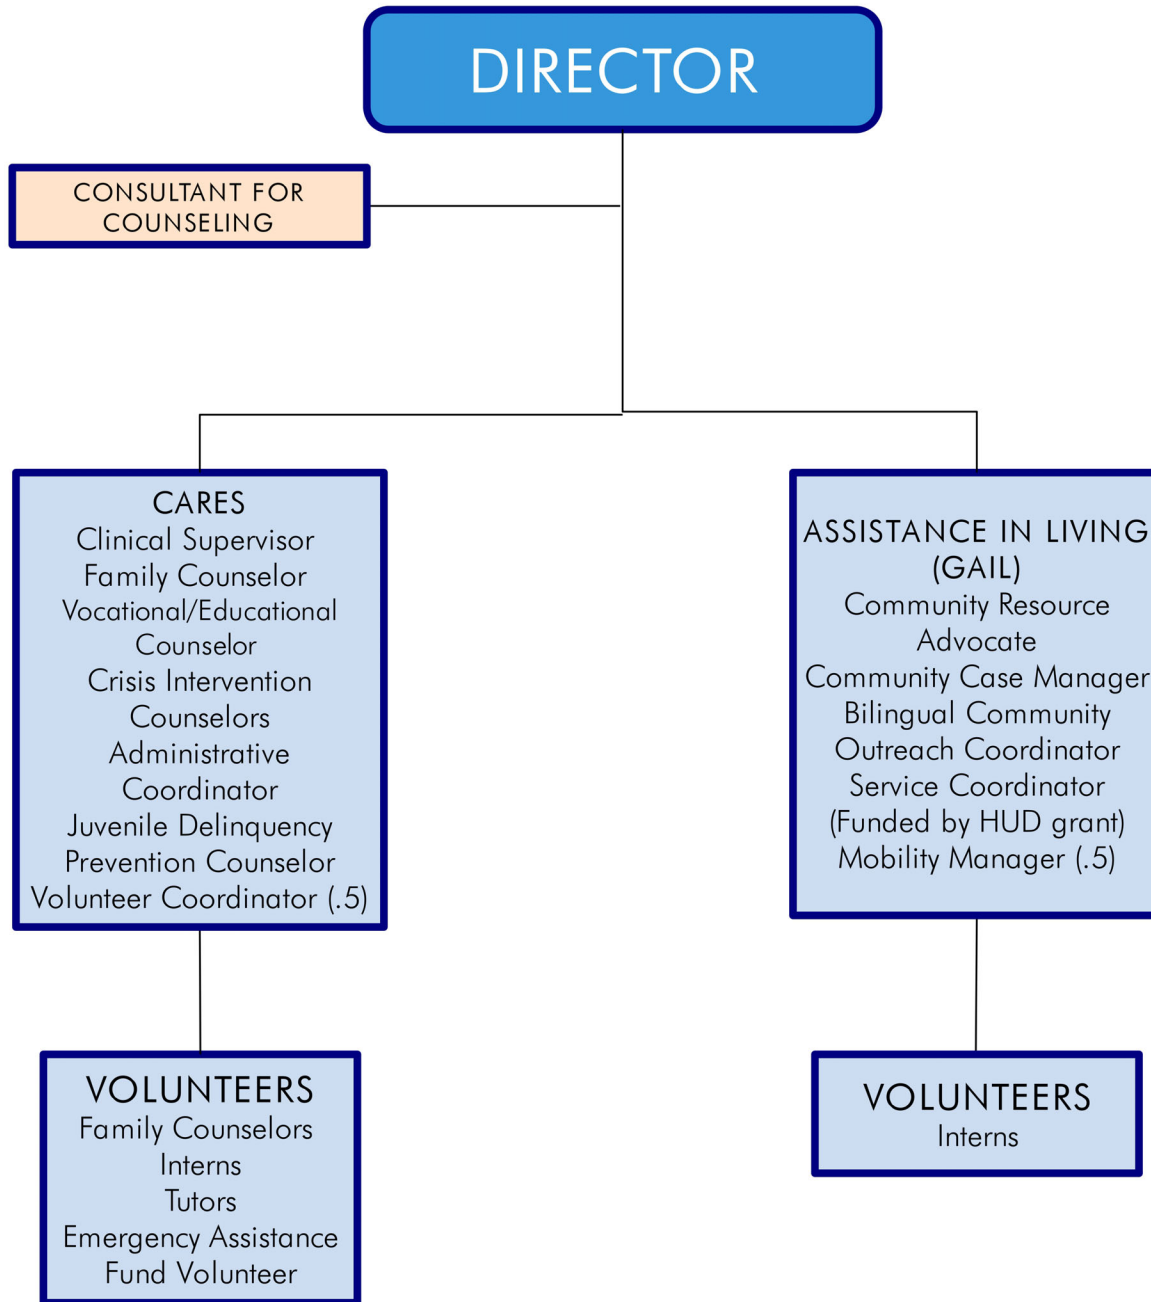 DIRECTOR
CONSULTANT FOR
COUNSELING
CARES
Clinical Supervisor
Family Counselor
Vocational/Educational
Counselor
Crisis Intervention
Counselors
Administrative
Coordinator
Juvenile Delinquency
Prevention Counselor
Volunteer Coordinator (.5)
ASSISTANCE IN LIVING
(GAIL)
Community Resource
Advocate
Community Case Manager
Bilingual Community
Outreach Coordinator
Service Coordinator
(Funded by HUD grant)
Mobility Manager (.5)
VOLUNTEERS
Family Counselors
Interns
Tutors
Emergency Assistance
Fund Volunteer
VOLUNTEERS
Interns